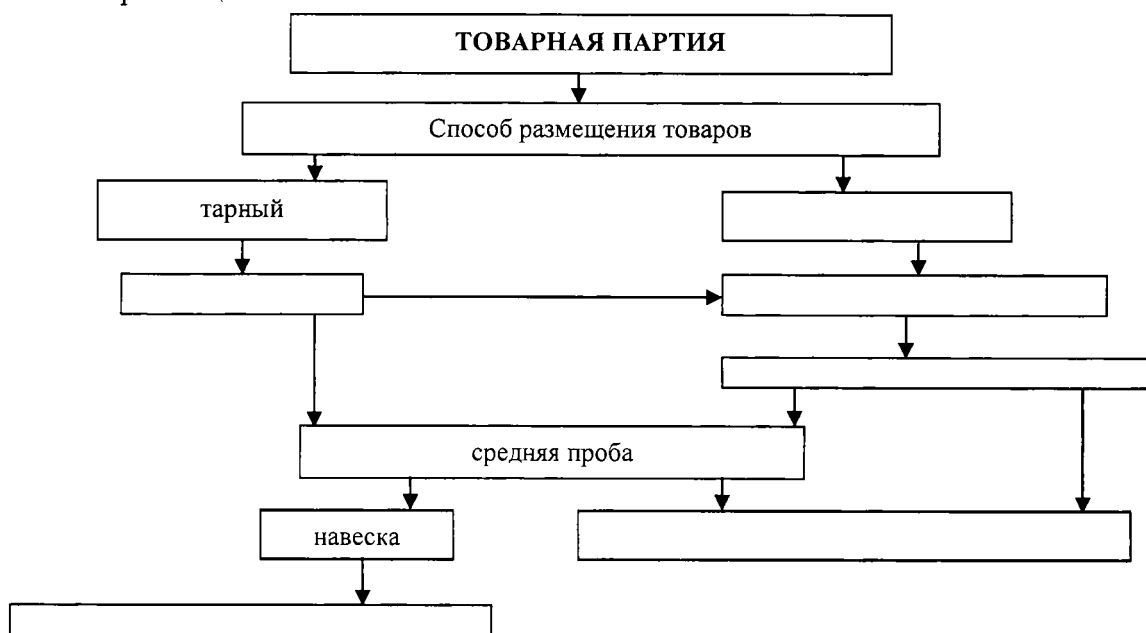 ТОВАРНАЯ ПАРТИЯ
Способ размещения товаров
тарный
средняя проба
навеска